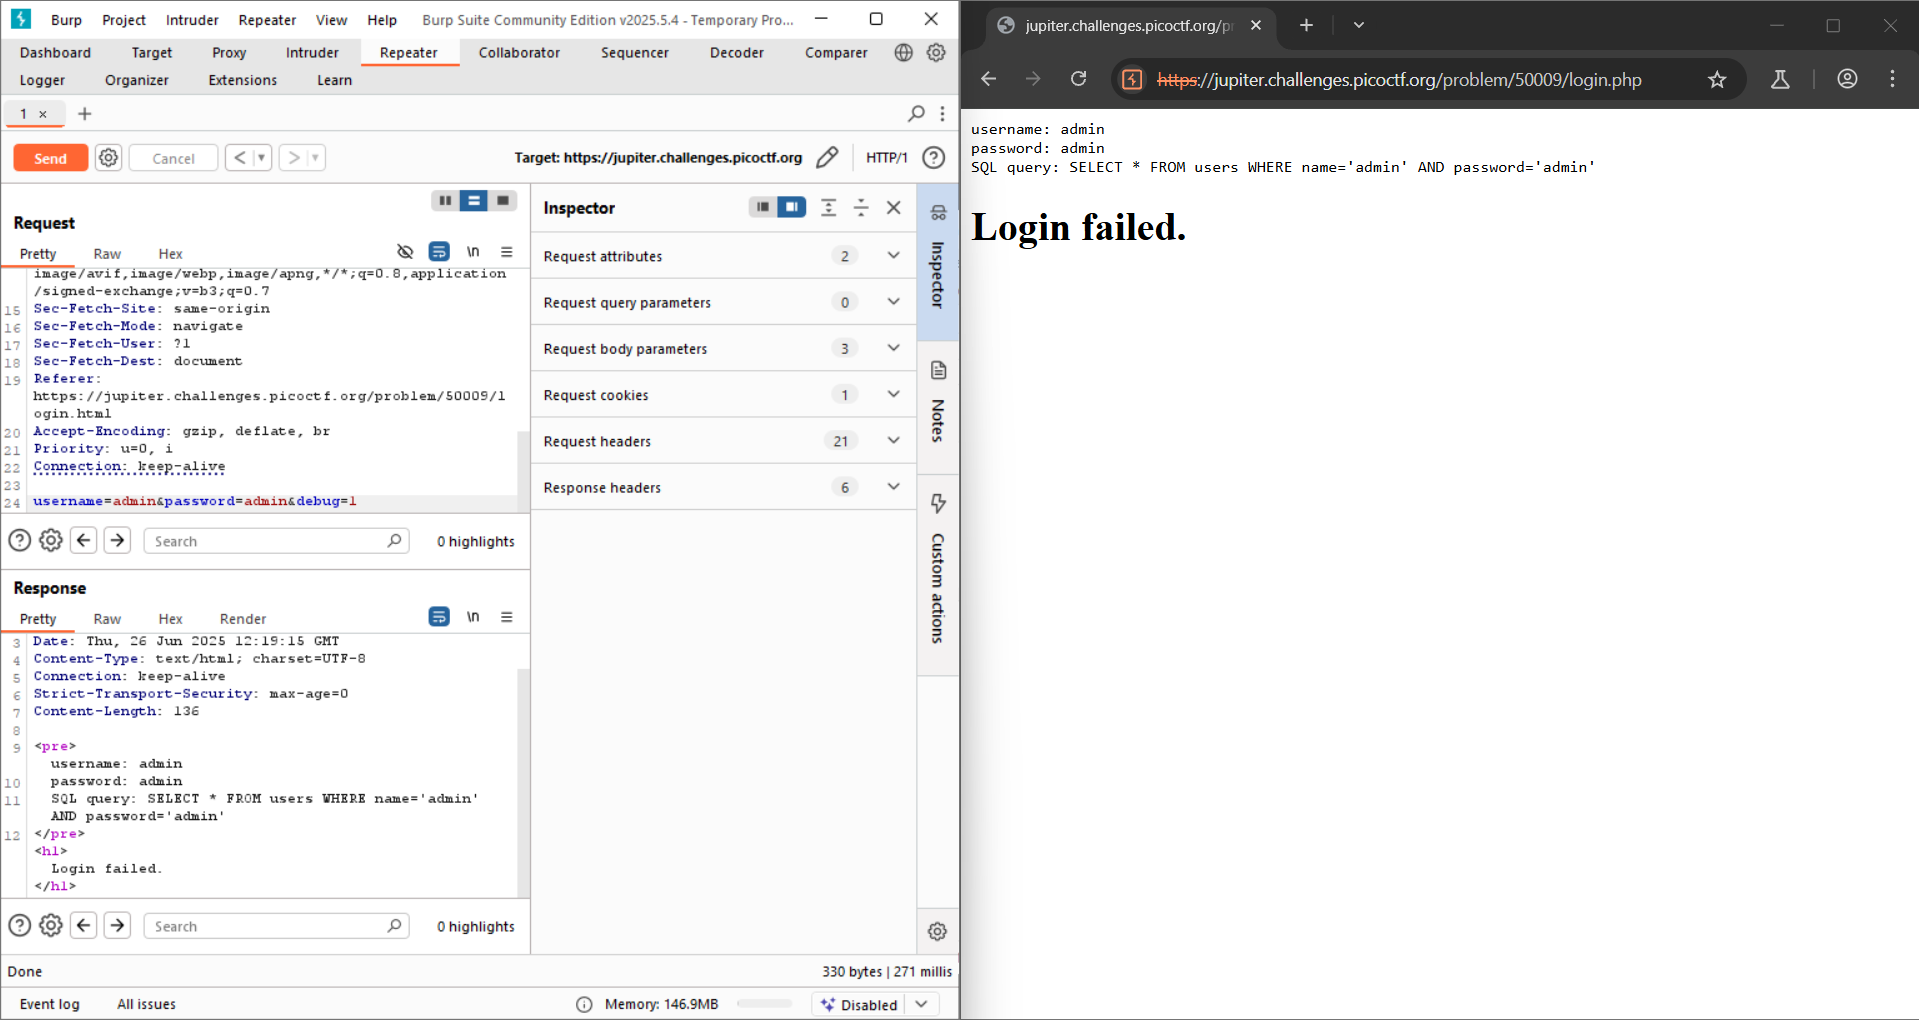 Burp Project Intruder Repeater View Help Burp Suite Community Edition v2025.5.4 - Temporary Pro...
Dashboard Target Proxy Intruder Repeater Collaborator Sequencer Decoder Comparer
Logger Organizer Extensions Learn
1 × +
Send Cancel < > Target: https://jupiter.challenges.picoctf.org HTTP/1 ?
Request
Pretty Raw Hex \n
image/avif,image/webp,image/apng,*/*;q=0.8,application
/signed-exchange;v=b3;q=0.7
15 Sec-Fetch-Site: same-origin
16 Sec-Fetch-Mode: navigate
17 Sec-Fetch-User: ?1
18 Sec-Fetch-Dest: document
19 Referer:
https://jupiter.challenges.picoctf.org/problem/50009/l
ogin.html
20 Accept-Encoding: gzip, deflate, br
21 Priority: u=0, i
22 Connection: keep-alive
23
24 username=admin&password=admin&debug=1
Search 0 highlights
Response
Pretty Raw Hex Render \n
3 Date: Thu, 26 Jun 2025 12:19:15 GMT
4 Content-Type: text/html; charset=UTF-8
5 Connection: keep-alive
6 Strict-Transport-Security: max-age=0
7 Content-Length: 136
8
9 <pre>
username: admin
10 password: admin
11 SQL query: SELECT * FROM users WHERE name='admin'
AND password='admin'
12 </pre>
<h1>
Login failed.
</h1>
Search 0 highlights
Inspector
Request attributes 2
Request query parameters 0
Request body parameters 3
Request cookies 1
Request headers 21
Response headers 6
Inspector
Notes
Custom actions
Done 330 bytes | 271 millis
Event log All issues Memory: 146.9MB Disabled
jupiter.challenges.picoctf.org/pr
https://jupiter.challenges.picoctf.org/problem/50009/login.php
username: admin
password: admin
SQL query: SELECT * FROM users WHERE name='admin' AND password='admin'
Login failed.